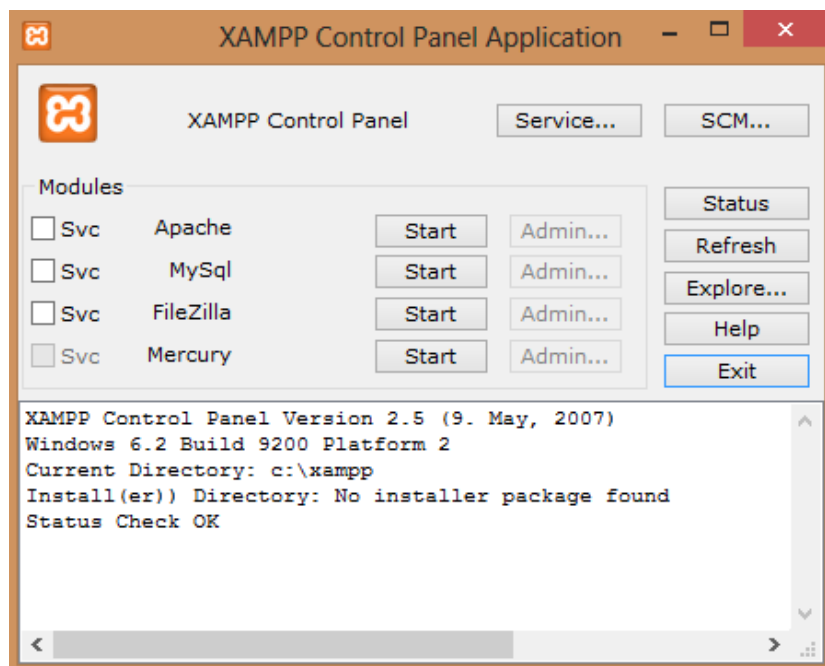 XAMPP Control Panel Application
XAMPP Control Panel Service... SCM...
Modules
Status
Svc Apache Start Admin...
Refresh
Svc MySql Start Admin...
Explore...
Svc FileZilla Start Admin...
Help
Svc Mercury Start Admin...
Exit
XAMPP Control Panel Version 2.5 (9. May, 2007)
Windows 6.2 Build 9200 Platform 2
Current Directory: c:\xampp
Install(er)) Directory: No installer package found
Status Check OK